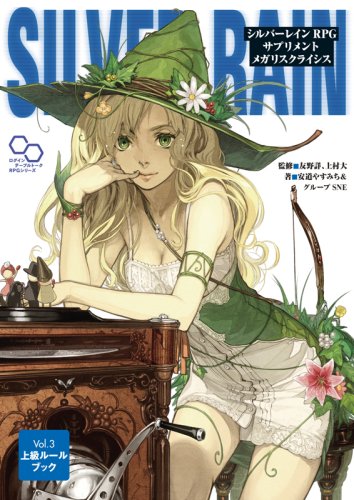 SILVER RAIN
シルバーレイン RPG
サプリメント
メガリスクライシス
監修■友野詳、上村大
著■安道やすみち&
グループSNE
ログイン
テーブルトーク
RPGシリーズ
Vol.3
上級ルール
ブック